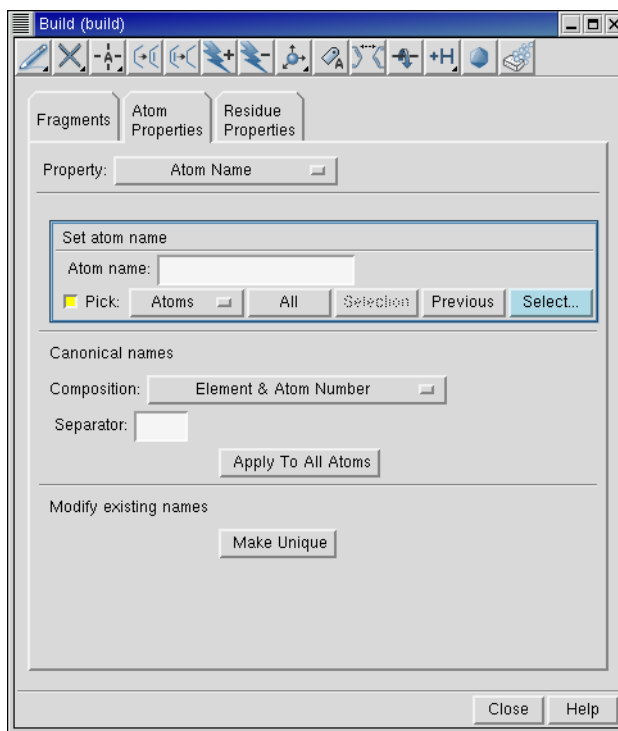 Build (build)
A + - A +H
Fragments
Atom
Properties
Residue
Properties
Property: Atom Name
Set atom name
Atom name:
Pick: Atoms All Selection Previous Select...
Canonical names
Composition: Element & Atom Number
Separator:
Apply To All Atoms
Modify existing names
Make Unique
Close Help